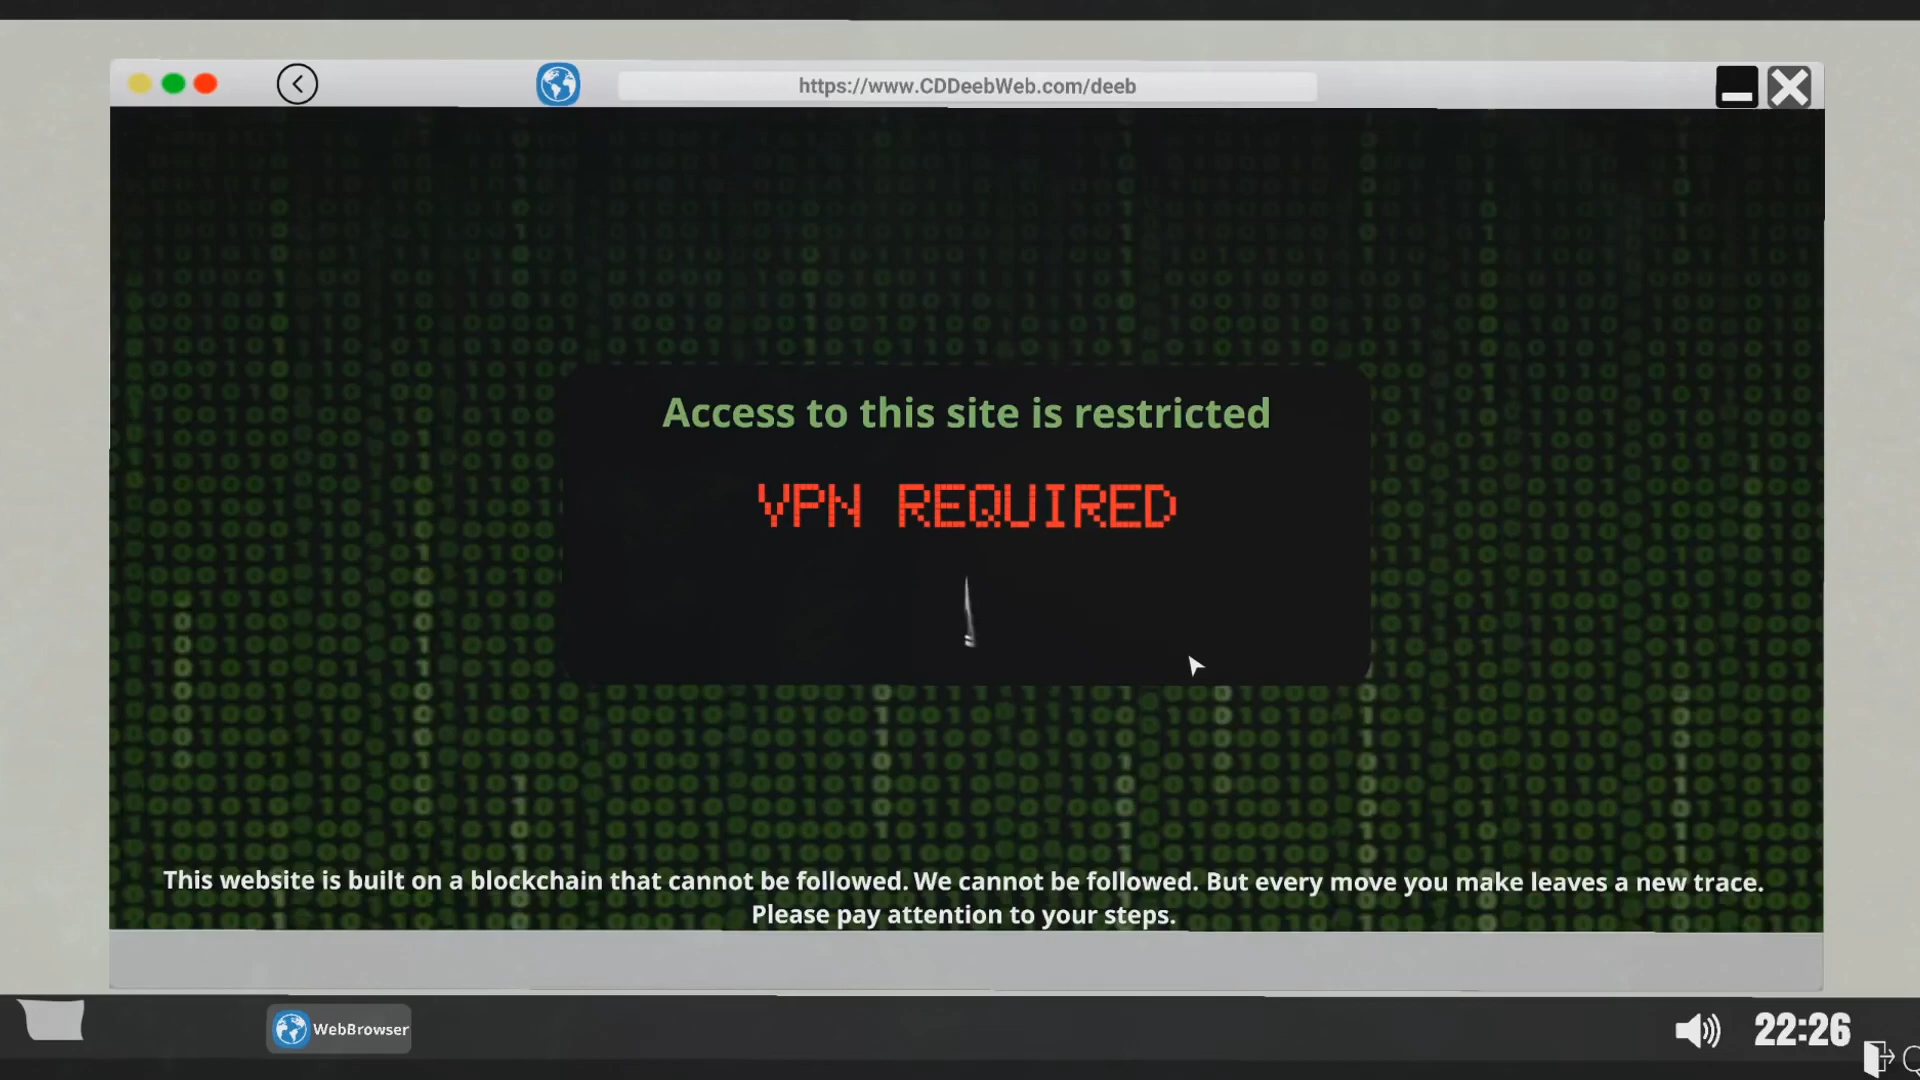 https://www.CDDeebWeb.com/deeb
Access to this site is restricted
VPN REQUIRED
This website is built on a blockchain that cannot be followed. We cannot be followed. But every move you make leaves a new trace.
Please pay attention to your steps.
WebBrowser
22:26